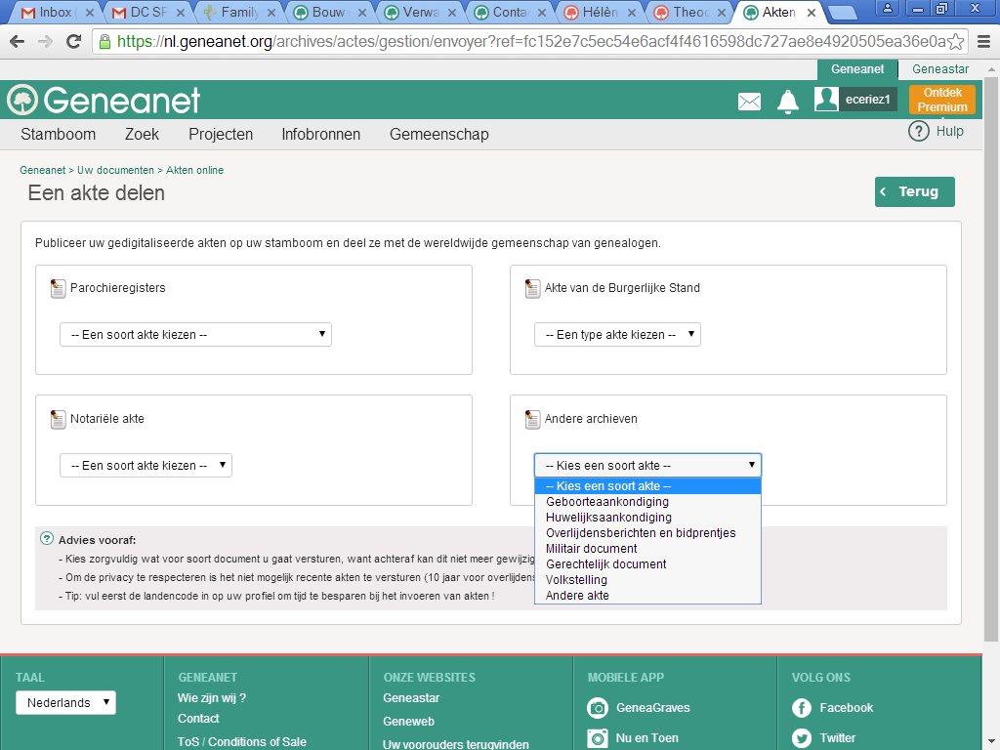 Inbox
DC SF
Family
Bouw
Verwa
Conta
Hélèn
Theod
Akten
https://nl.geneanet.org/archives/actes/gestion/envoyer?ref=fc152e7c5ec54e6acf4f4616598dc727ae8e4920505ea36e0a
Geneanet
Geneastar
Geneanet
eceriez1
Ontdek
Premium
Stamboom Zoek Projecten Infobronnen Gemeenschap
? Hulp
Geneanet > Uw documenten > Akten online
Een akte delen
Terug
Publiceer uw gedigitaliseerde akten op uw stamboom en deel ze met de wereldwijde gemeenschap van genealogen.
Parochieregisters
-- Een soort akte kiezen --
Akte van de Burgerlijke Stand
-- Een type akte kiezen --
Notariële akte
-- Een soort akte kiezen --
Andere archieven
-- Kies een soort akte --
-- Kies een soort akte --
Geboorteaankondiging
Huwelijksaankondiging
Overlijdensberichten en bidprentjes
Militair document
Gerechtelijk document
Volkstelling
Andere akte
? Advies vooraf:
- Kies zorgvuldig wat voor soort document u gaat versturen, want achteraf kan dit niet meer gewijzig
- Om de privacy te respecteren is het niet mogelijk recente akten te versturen (10 jaar voor overlijdens
- Tip: vul eerst de landencode in op uw profiel om tijd te besparen bij het invoeren van akten !
TAAL
Nederlands
GENEANET
Wie zijn wij ?
Contact
ToS / Conditions of Sale
ONZE WEBSITES
Geneastar
Geneweb
Uw voorouders terugvinden
MOBIELE APP
GeneaGraves
Nu en Toen
VOLG ONS
Facebook
Twitter